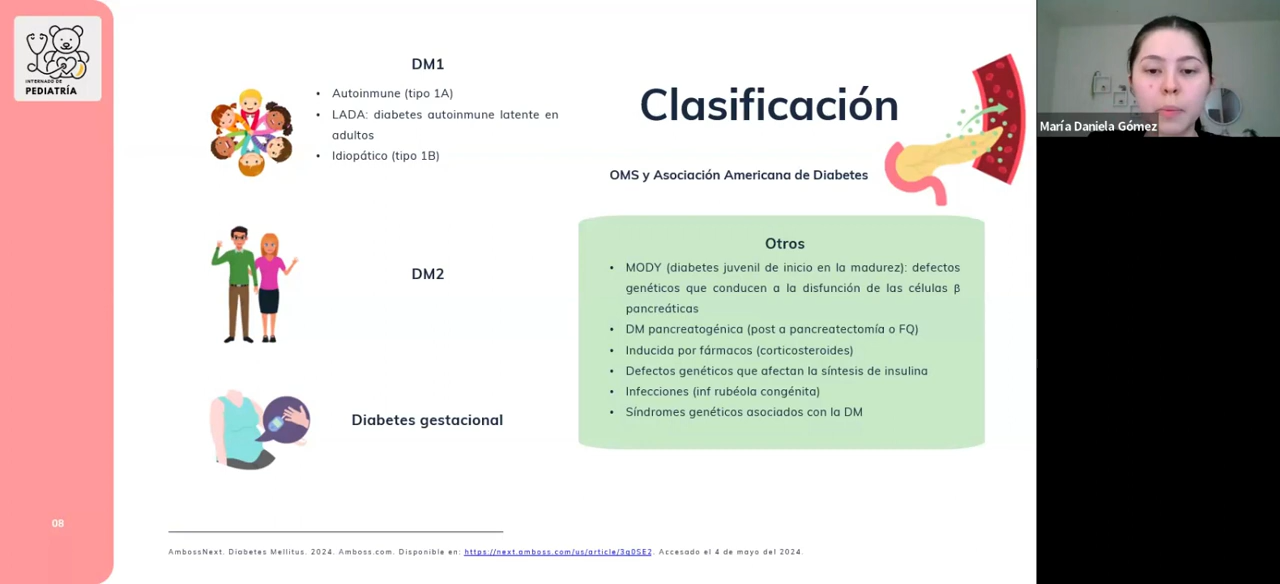 INTERNADO DE
PEDIATRÍA
DM1
• Autoinmune (tipo 1A)
• LADA: diabetes autoinmune latente en
adultos
• Idiopático (tipo 1B)
DM2
Diabetes gestacional
Clasificación
OMS y Asociación Americana de Diabetes
Otros
• MODY (diabetes juvenil de inicio en la madurez): defectos
genéticos que conducen a la disfunción de las células β
pancreáticas
• DM pancreatogénica (post a pancreatectomía o FQ)
• Inducida por fármacos (corticosteroides)
• Defectos genéticos que afectan la síntesis de insulina
• Infecciones (inf rubéola congénita)
• Síndromes genéticos asociados con la DM
María Daniela Gómez
08
AmbossNext. Diabetes Mellitus. 2024. Amboss.com. Disponible en: https://next.amboss.com/us/article/3g0SE2. Accesado el 4 de mayo del 2024.